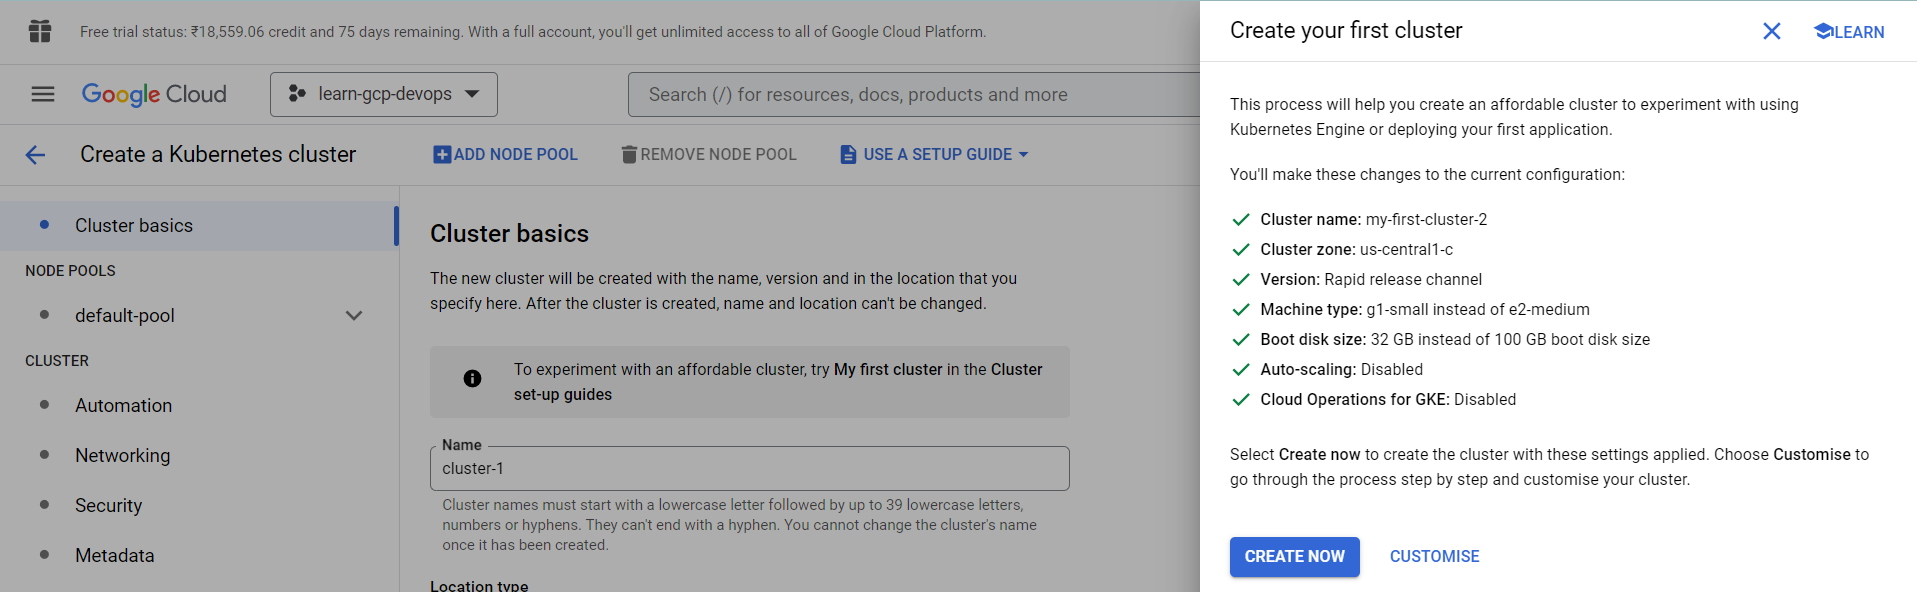 Free trial status: ₹18,559.06 credit and 75 days remaining. With a full account, you'll get unlimited access to all of Google Cloud Platform.
Google Cloud
learn-gcp-devops
Search (/) for resources, docs, products and more
Create a Kubernetes cluster
ADD NODE POOL
REMOVE NODE POOL
USE A SETUP GUIDE
Cluster basics
NODE POOLS
default-pool
CLUSTER
Automation
Networking
Security
Metadata
Cluster basics
The new cluster will be created with the name, version and in the location that you
specify here. After the cluster is created, name and location can't be changed.
To experiment with an affordable cluster, try My first cluster in the Cluster
set-up guides
Name
cluster-1
Cluster names must start with a lowercase letter followed by up to 39 lowercase letters,
numbers or hyphens. They can't end with a hyphen. You cannot change the cluster's name
once it has been created.
Location type
Create your first cluster
LEARN
This process will help you create an affordable cluster to experiment with using
Kubernetes Engine or deploying your first application.
You'll make these changes to the current configuration:
Cluster name: my-first-cluster-2
Cluster zone: us-central1-c
Version: Rapid release channel
Machine type: g1-small instead of e2-medium
Boot disk size: 32 GB instead of 100 GB boot disk size
Auto-scaling: Disabled
Cloud Operations for GKE: Disabled
Select Create now to create the cluster with these settings applied. Choose Customise to
go through the process step by step and customise your cluster.
CREATE NOW
CUSTOMISE